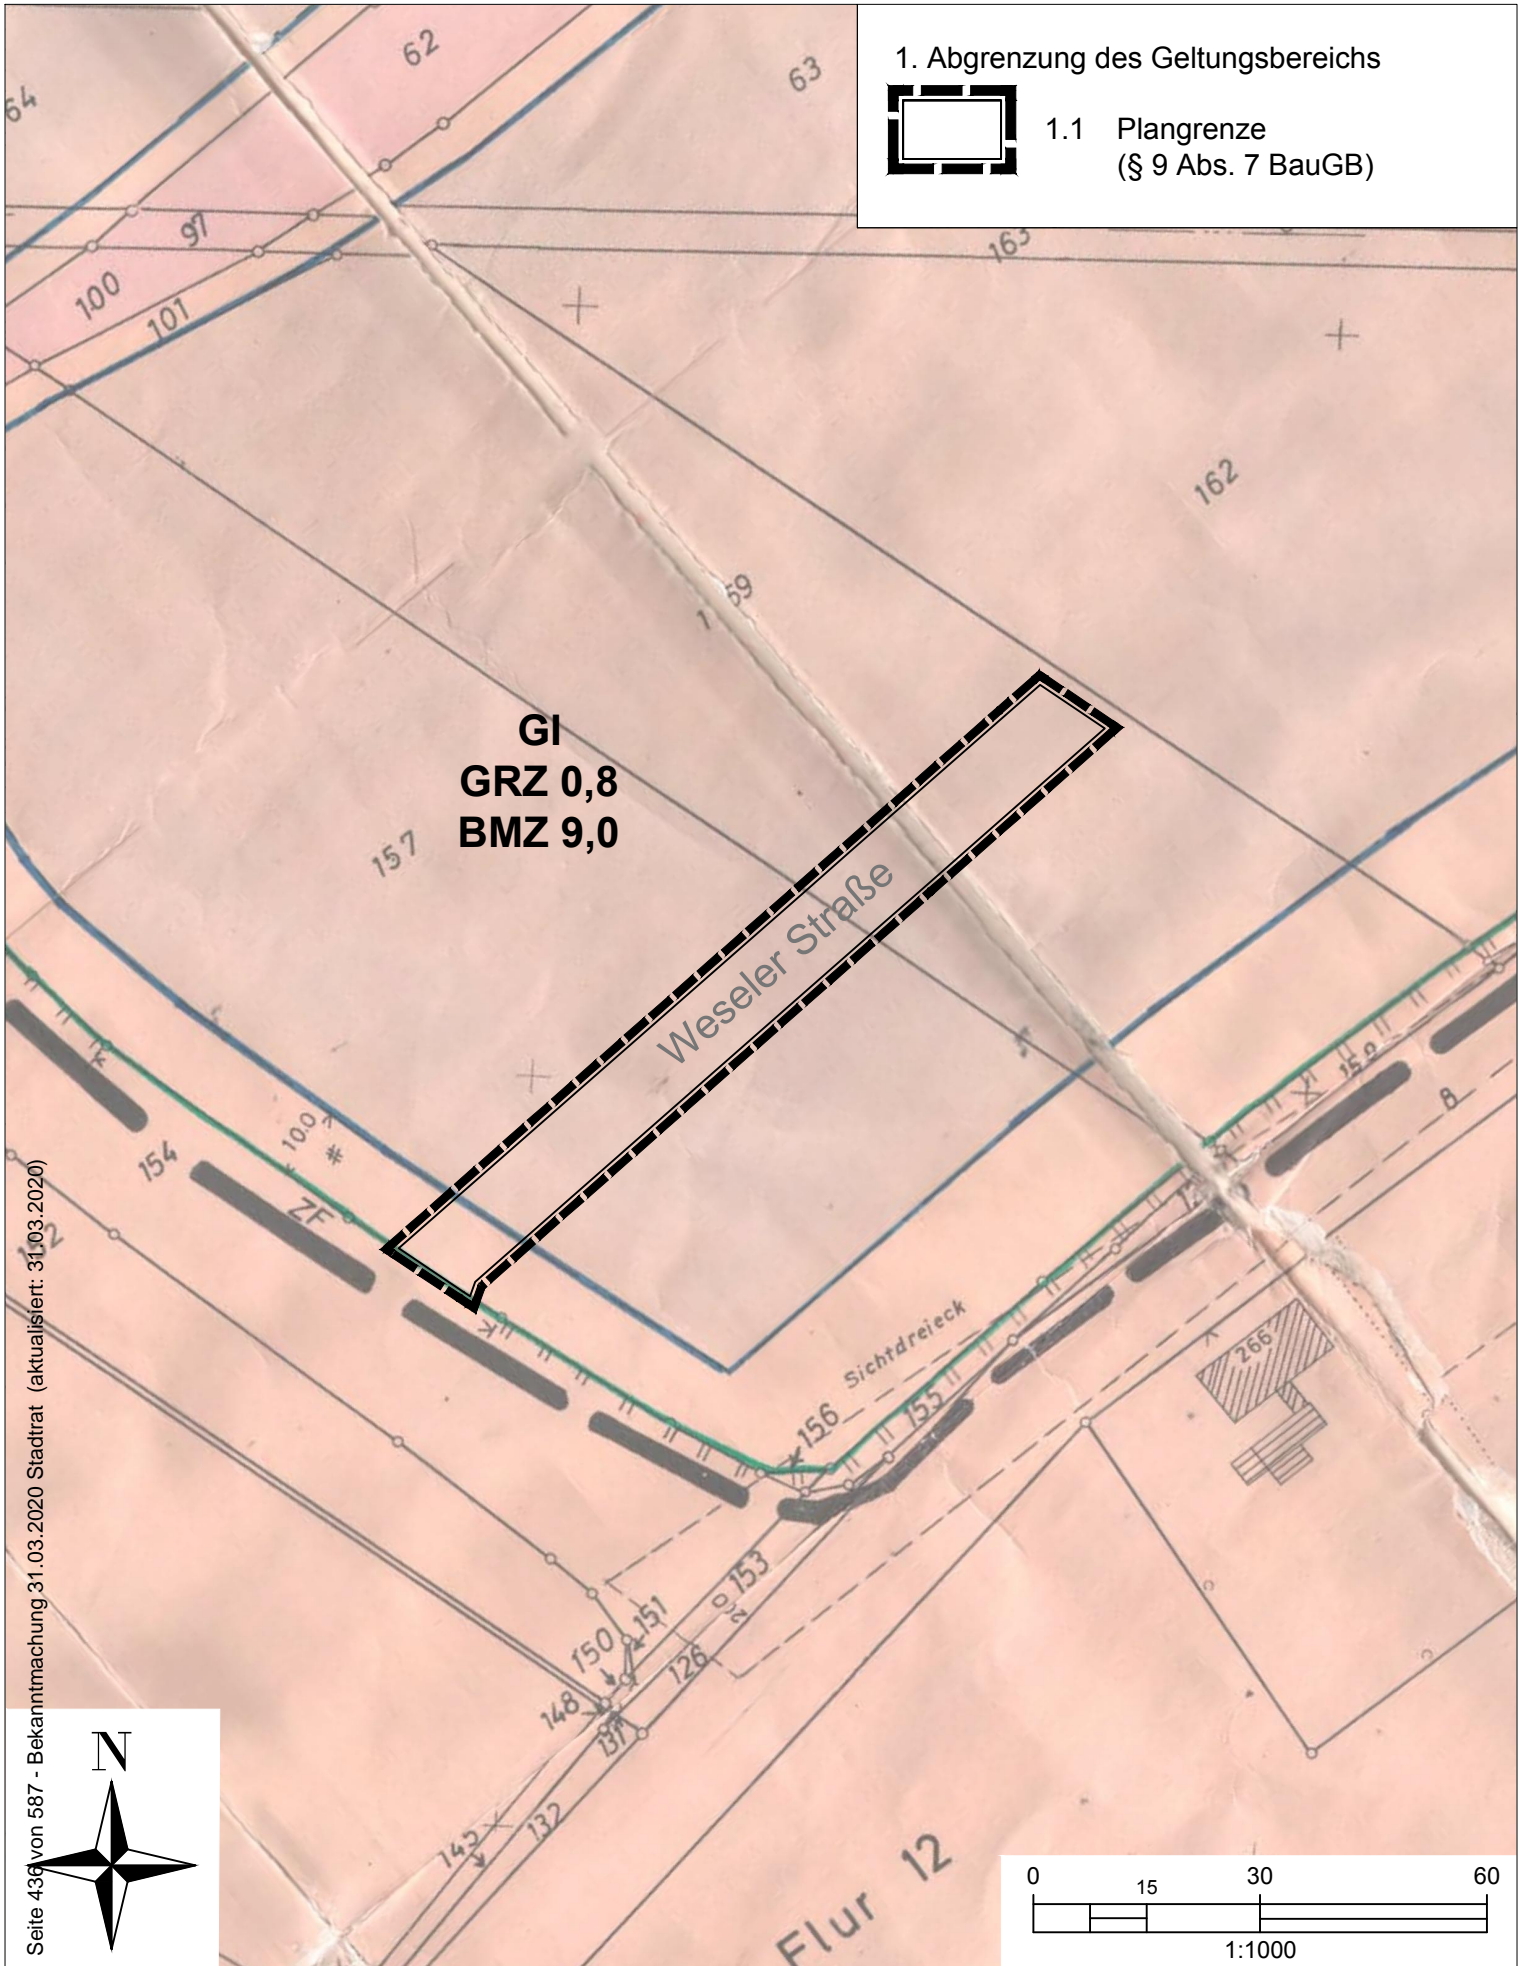 1. Abgrenzung des Geltungsbereichs
1.1 Plangrenze
(§ 9 Abs. 7 BauGB)
64
62
63
97
100
101
163
162
59
GI
GRZ 0,8
BMZ 9,0
157
Weseler Straße
10.0
154
ZF
8
Sichtdreieck
266
156
155
153
151
150
126
148
131
132
Flur 12
Seite 436 von 587 - Bekanntmachung 31.03.2020 Stadtrat (aktualisiert: 31.03.2020)
N
0 15 30 60
1:1000